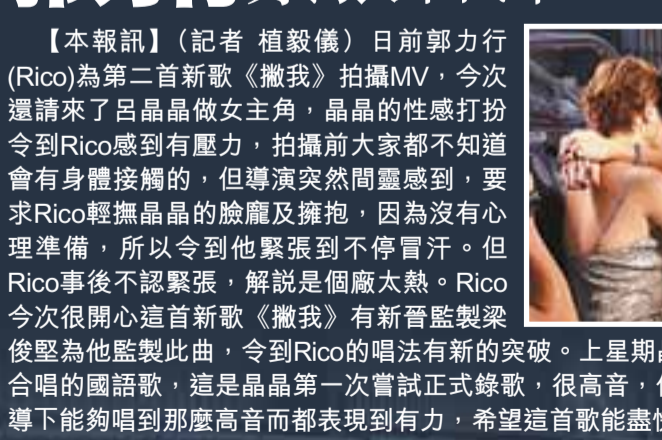 【本報訊】（記者 植毅儀）日前郭力行
(Rico)為第二首新歌《撇我》拍攝MV，今次
還請來了呂晶晶做女主角，晶晶的性感打扮
令到Rico感到有壓力，拍攝前大家都不知道
會有身體接觸的，但導演突然間靈感到，要
求Rico輕撫晶晶的臉龐及擁抱，因為沒有心
理準備，所以令到他緊張到不停冒汗。但
Rico事後不認緊張，解説是個廠太熱。Rico
今次很開心這首新歌《撇我》有新晉監製梁
俊堅為他監製此曲，令到Rico的唱法有新的突破。上星期
合唱的國語歌，這是晶晶第一次嘗試正式錄歌，很高音，
導下能夠唱到那麼高音而都表現到有力，希望這首歌能盡